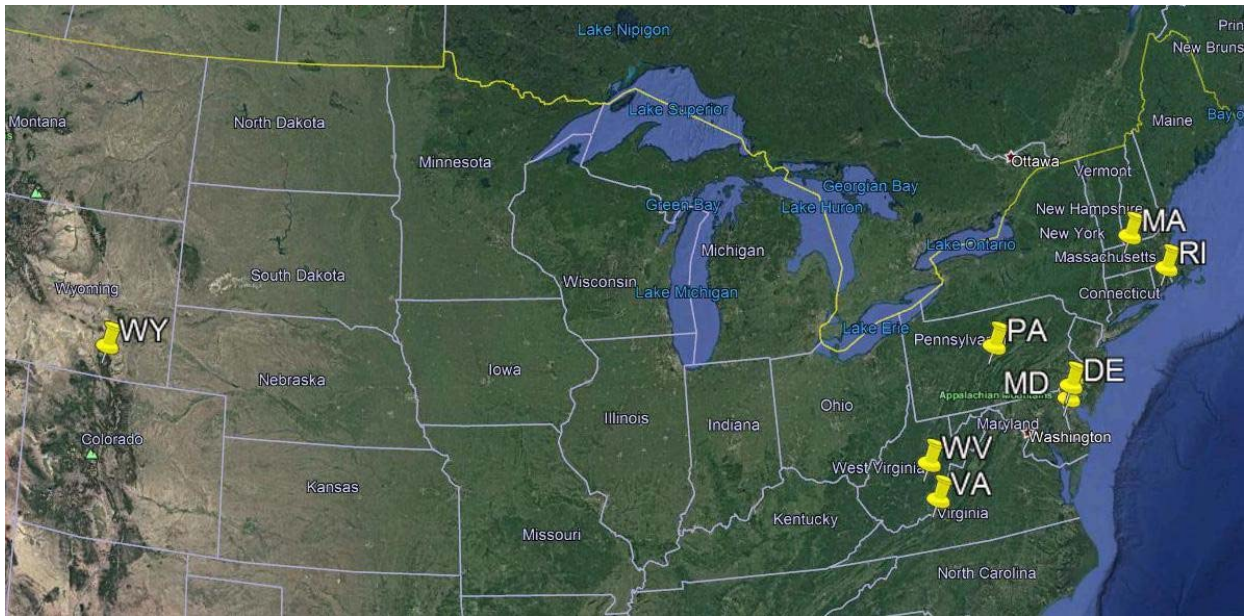 Lake Nipigon
Prin
New Bruns
Montana
North Dakota
Lake Superior
Maine
Bay o
Minnesota
Ottawa
Vermont
Georgian Bay
Green Bay
Lake Huron
New Hampshire
MA
Michigan
Lake Ontario
New York
RI
South Dakota
Wisconsin
Massachusetts
Wyoming
Lake Michigan
Connecticut
WY
Lake Erie
Pennsylvan
PA
Nebraska
Iowa
Ohio
MD
DE
Appalachian Mountains
Illinois
Indiana
Maryland
Washington
Colorado
WV
West Virginia
Kansas
VA
Virginia
Kentucky
Missouri
North Carolina